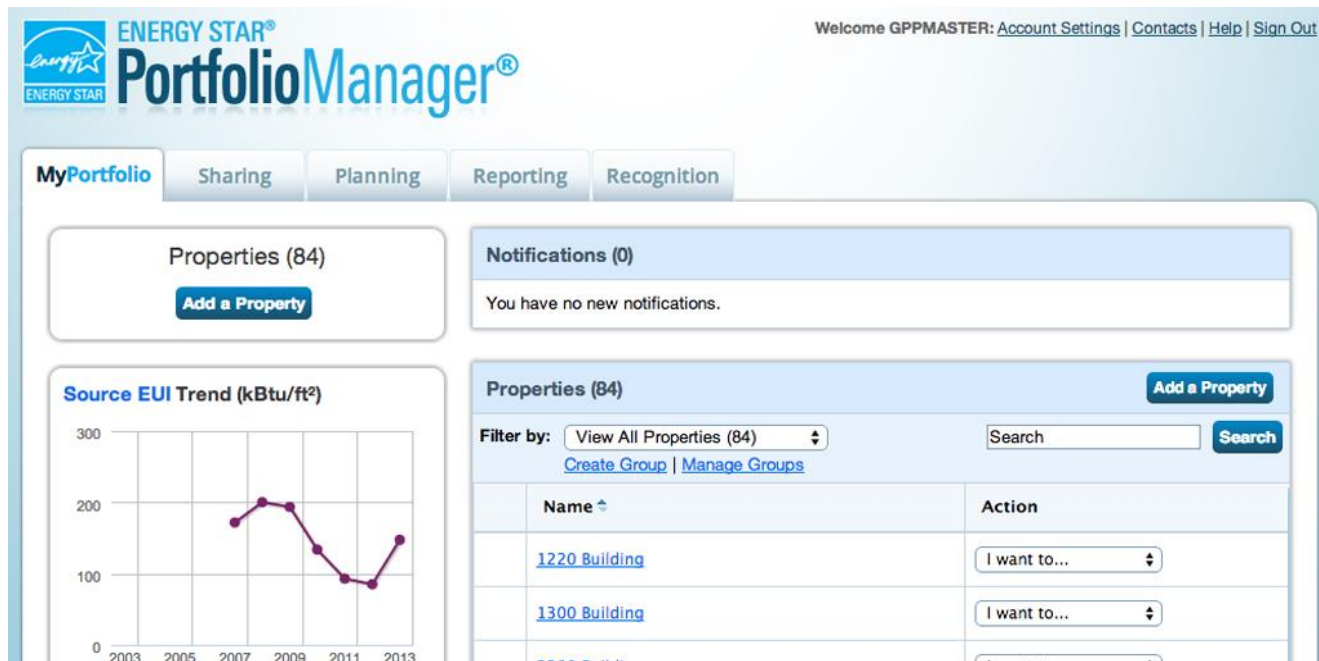 ENERGY STAR®
PortfolioManager®
energy
ENERGY STAR
Welcome GPPMASTER: Account Settings | Contacts | Help | Sign Out
MyPortfolio
Sharing
Planning
Reporting
Recognition
Properties (84)
Add a Property
Notifications (0)
You have no new notifications.
Source EUI Trend (kBtu/ft²)
300
200
100
0
2003 2005 2007 2009 2011 2013
Properties (84)
Add a Property
Filter by: View All Properties (84)
Search
Search
Create Group | Manage Groups
Name
Action
1220 Building
I want to...
1300 Building
I want to...